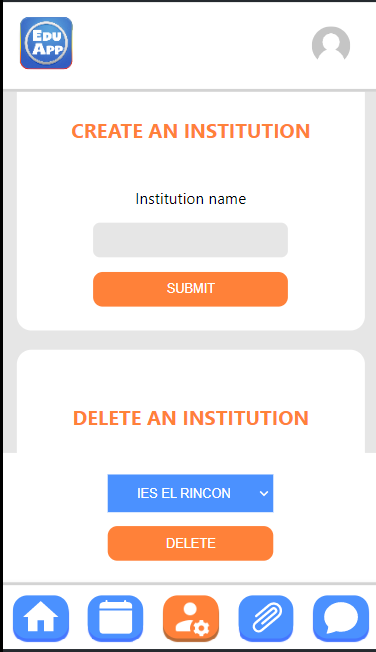 EDU
APP
CREATE AN INSTITUTION
Institution name
SUBMIT
DELETE AN INSTITUTION
IES EL RINCON
DELETE